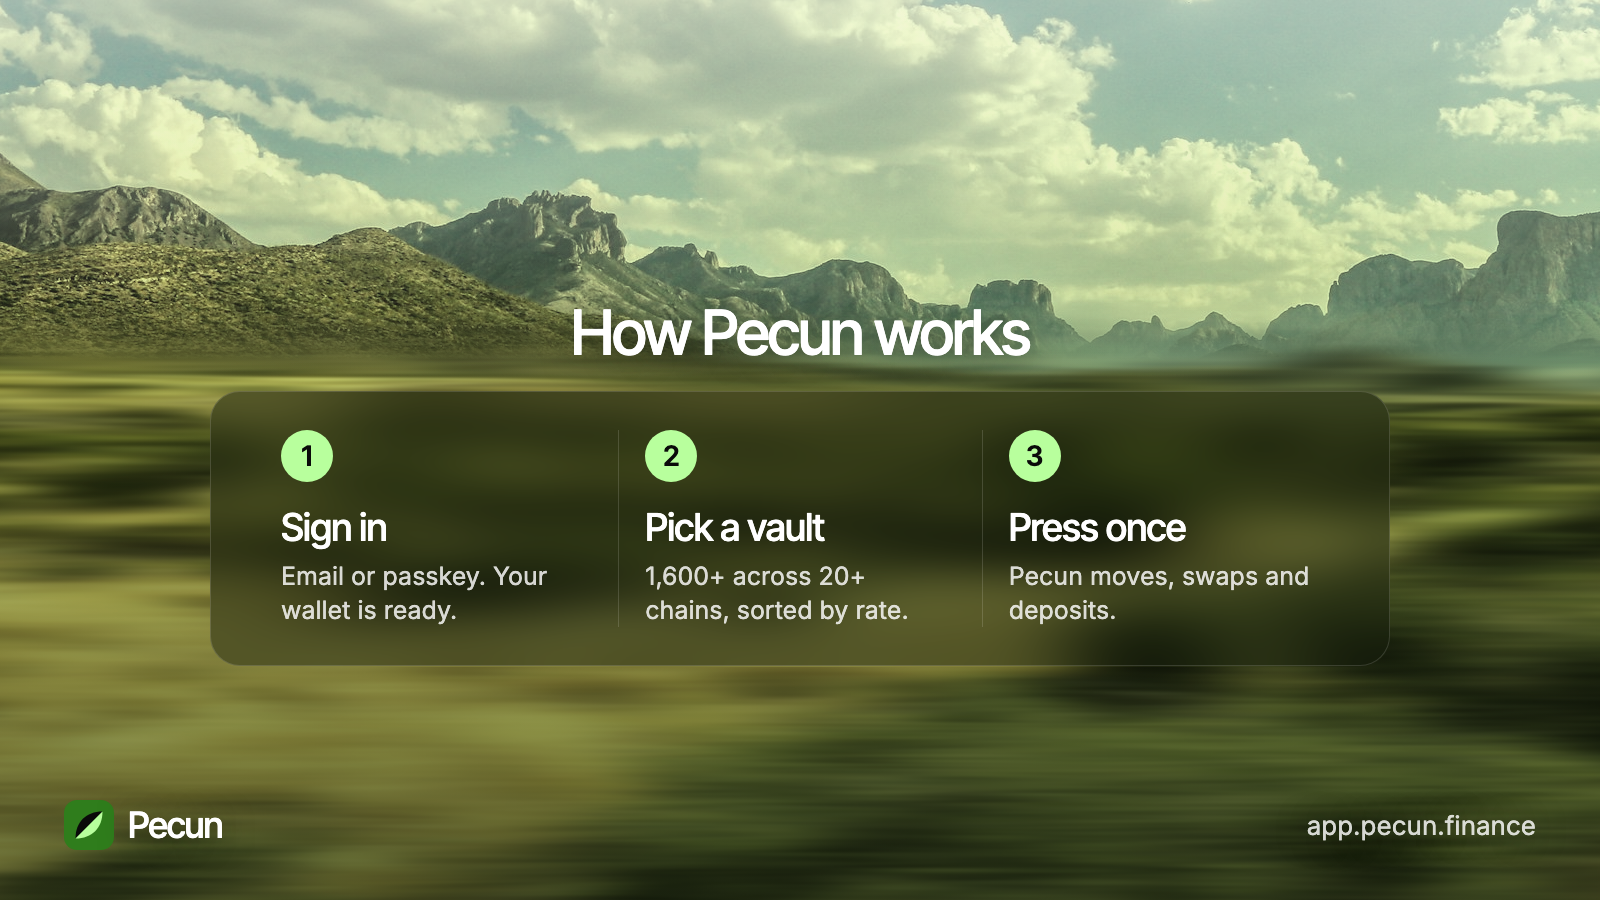 How Pecun works
1
Sign in
Email or passkey. Your
wallet is ready.
2
Pick a vault
1,600+ across 20+
chains, sorted by rate.
3
Press once
Pecun moves, swaps and
deposits.
Pecun
app.pecun.finance